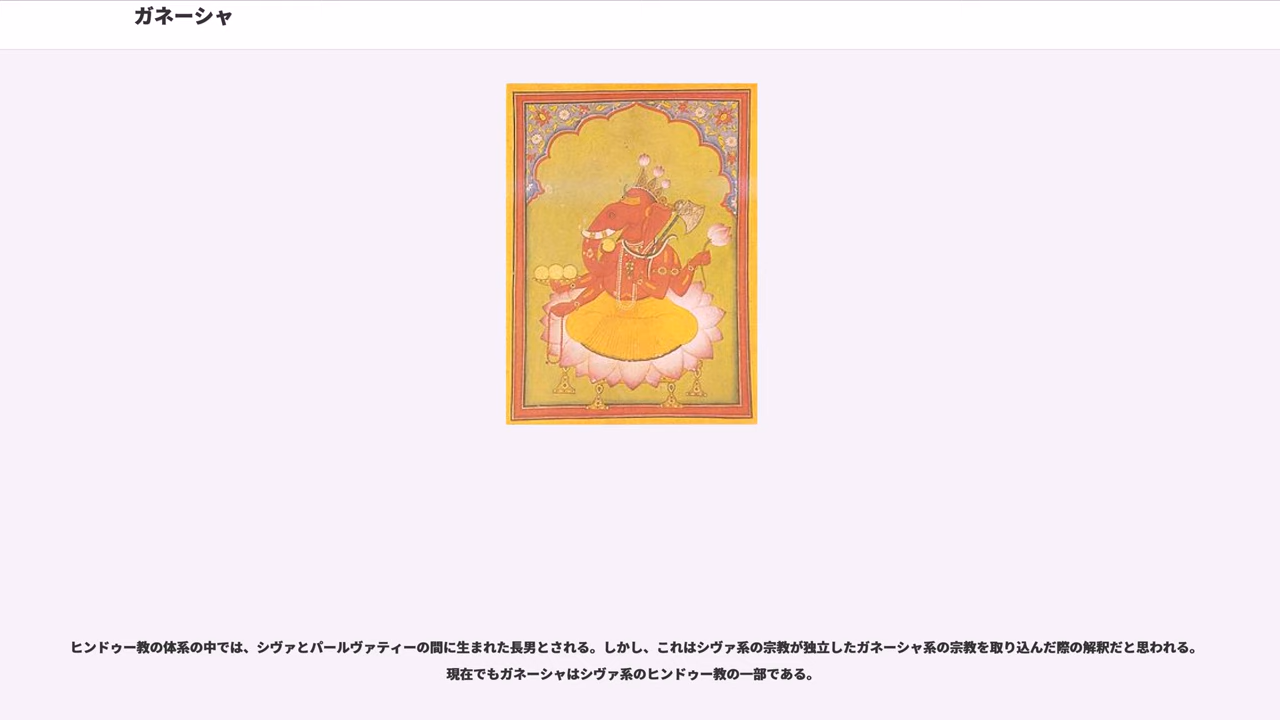 ガネーシャ
ヒンドゥー教の体系の中では、シヴァとパールヴァティーの間に生まれた長男とされる。しかし、これはシヴァ系の宗教が独立したガネーシャ系の宗教を取り込んだ際の解釈だと思われる。
現在でもガネーシャはシヴァ系のヒンドゥー教の一部である。